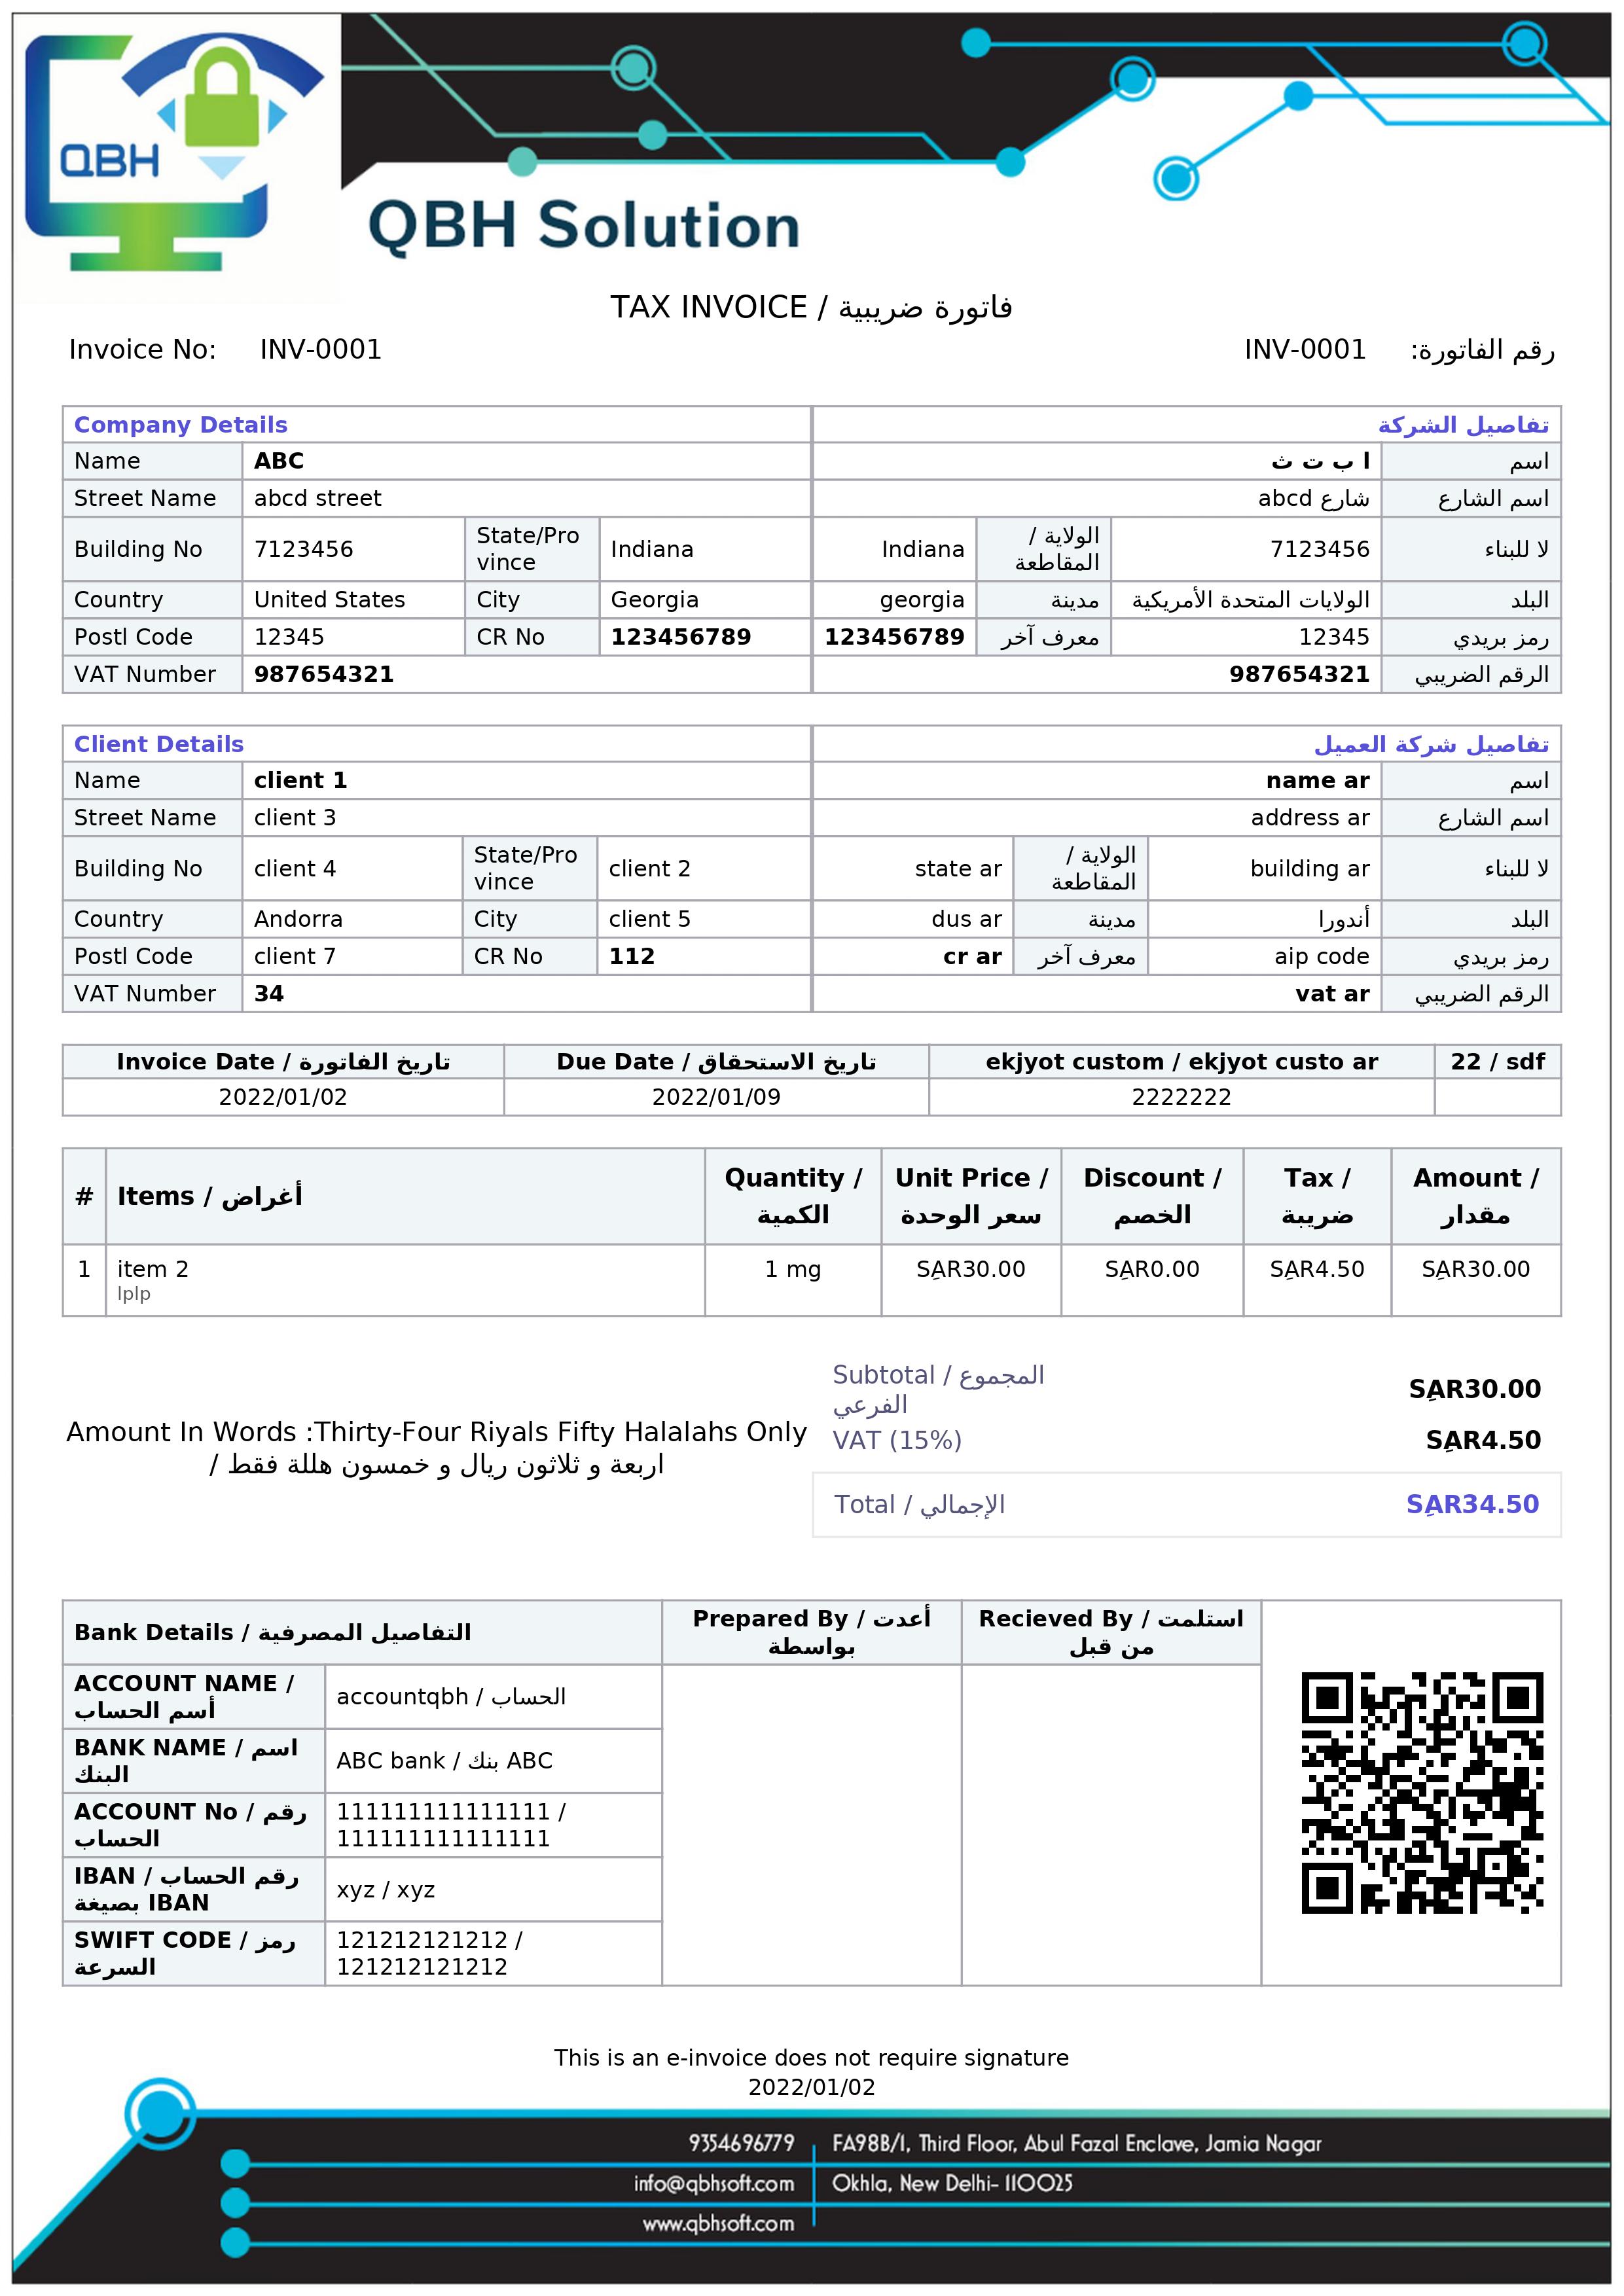 QBH
QBH Solution
TAX INVOICE / فاتورة ضريبية
Invoice No: INV-0001
رقم الفاتورة: INV-0001
Company Details
تفاصيل الشركة
Name ABC
ا ب ت ث اسم
Street Name abcd street
شارع abcd اسم الشارع
Building No 7123456 State/Pro
vince Indiana
Indiana الولاية /
المقاطعة 7123456 لا للبناء
Country United States City Georgia
georgia مدينة الولايات المتحدة الأمريكية البلد
Postl Code 12345 CR No 123456789
123456789 معرف آخر 12345 رمز بريدي
VAT Number 987654321
987654321 الرقم الضريبي
Client Details
تفاصيل شركة العميل
Name client 1
name ar اسم
Street Name client 3
address ar اسم الشارع
Building No client 4 State/Pro
vince client 2
state ar الولاية /
المقاطعة building ar لا للبناء
Country Andorra City client 5
dus ar مدينة أندورا البلد
Postl Code client 7 CR No 112
cr ar معرف آخر aip code رمز بريدي
VAT Number 34
vat ar الرقم الضريبي
Invoice Date / تاريخ الفاتورة Due Date / تاريخ الاستحقاق ekjyot custom / ekjyot custo ar 22 / sdf
2022/01/02 2022/01/09 2222222
# Items / أغراض Quantity /
الكمية Unit Price /
سعر الوحدة Discount /
الخصم Tax /
ضريبة Amount /
مقدار
1 item 2 1 mg SAR30.00 SAR0.00 SAR4.50 SAR30.00
lplp
Subtotal / المجموع
الفرعي SAR30.00
VAT (15%) SAR4.50
Total / الإجمالي SAR34.50
Amount In Words :Thirty-Four Riyals Fifty Halalahs Only
/ اربعة و ثلاثون ريال و خمسون هللة فقط
Bank Details / التفاصيل المصرفية
Prepared By / أعدت
بواسطة
Recieved By / استلمت
من قبل
ACCOUNT NAME /
أسم الحساب
accountqbh / الحساب
BANK NAME / اسم
البنك
ABC bank / بنك ABC
ACCOUNT No / رقم
الحساب
111111111111111 /
111111111111111
IBAN / رقم الحساب
بصيغة IBAN
xyz / xyz
SWIFT CODE / رمز
السرعة
121212121212 /
121212121212
This is an e-invoice does not require signature
2022/01/02
9354696779
info@qbhsoft.com
www.qbhsoft.com
FA98B/1, Third Floor, Abul Fazal Enclave, Jamia Nagar
Okhla, New Delhi- 110025